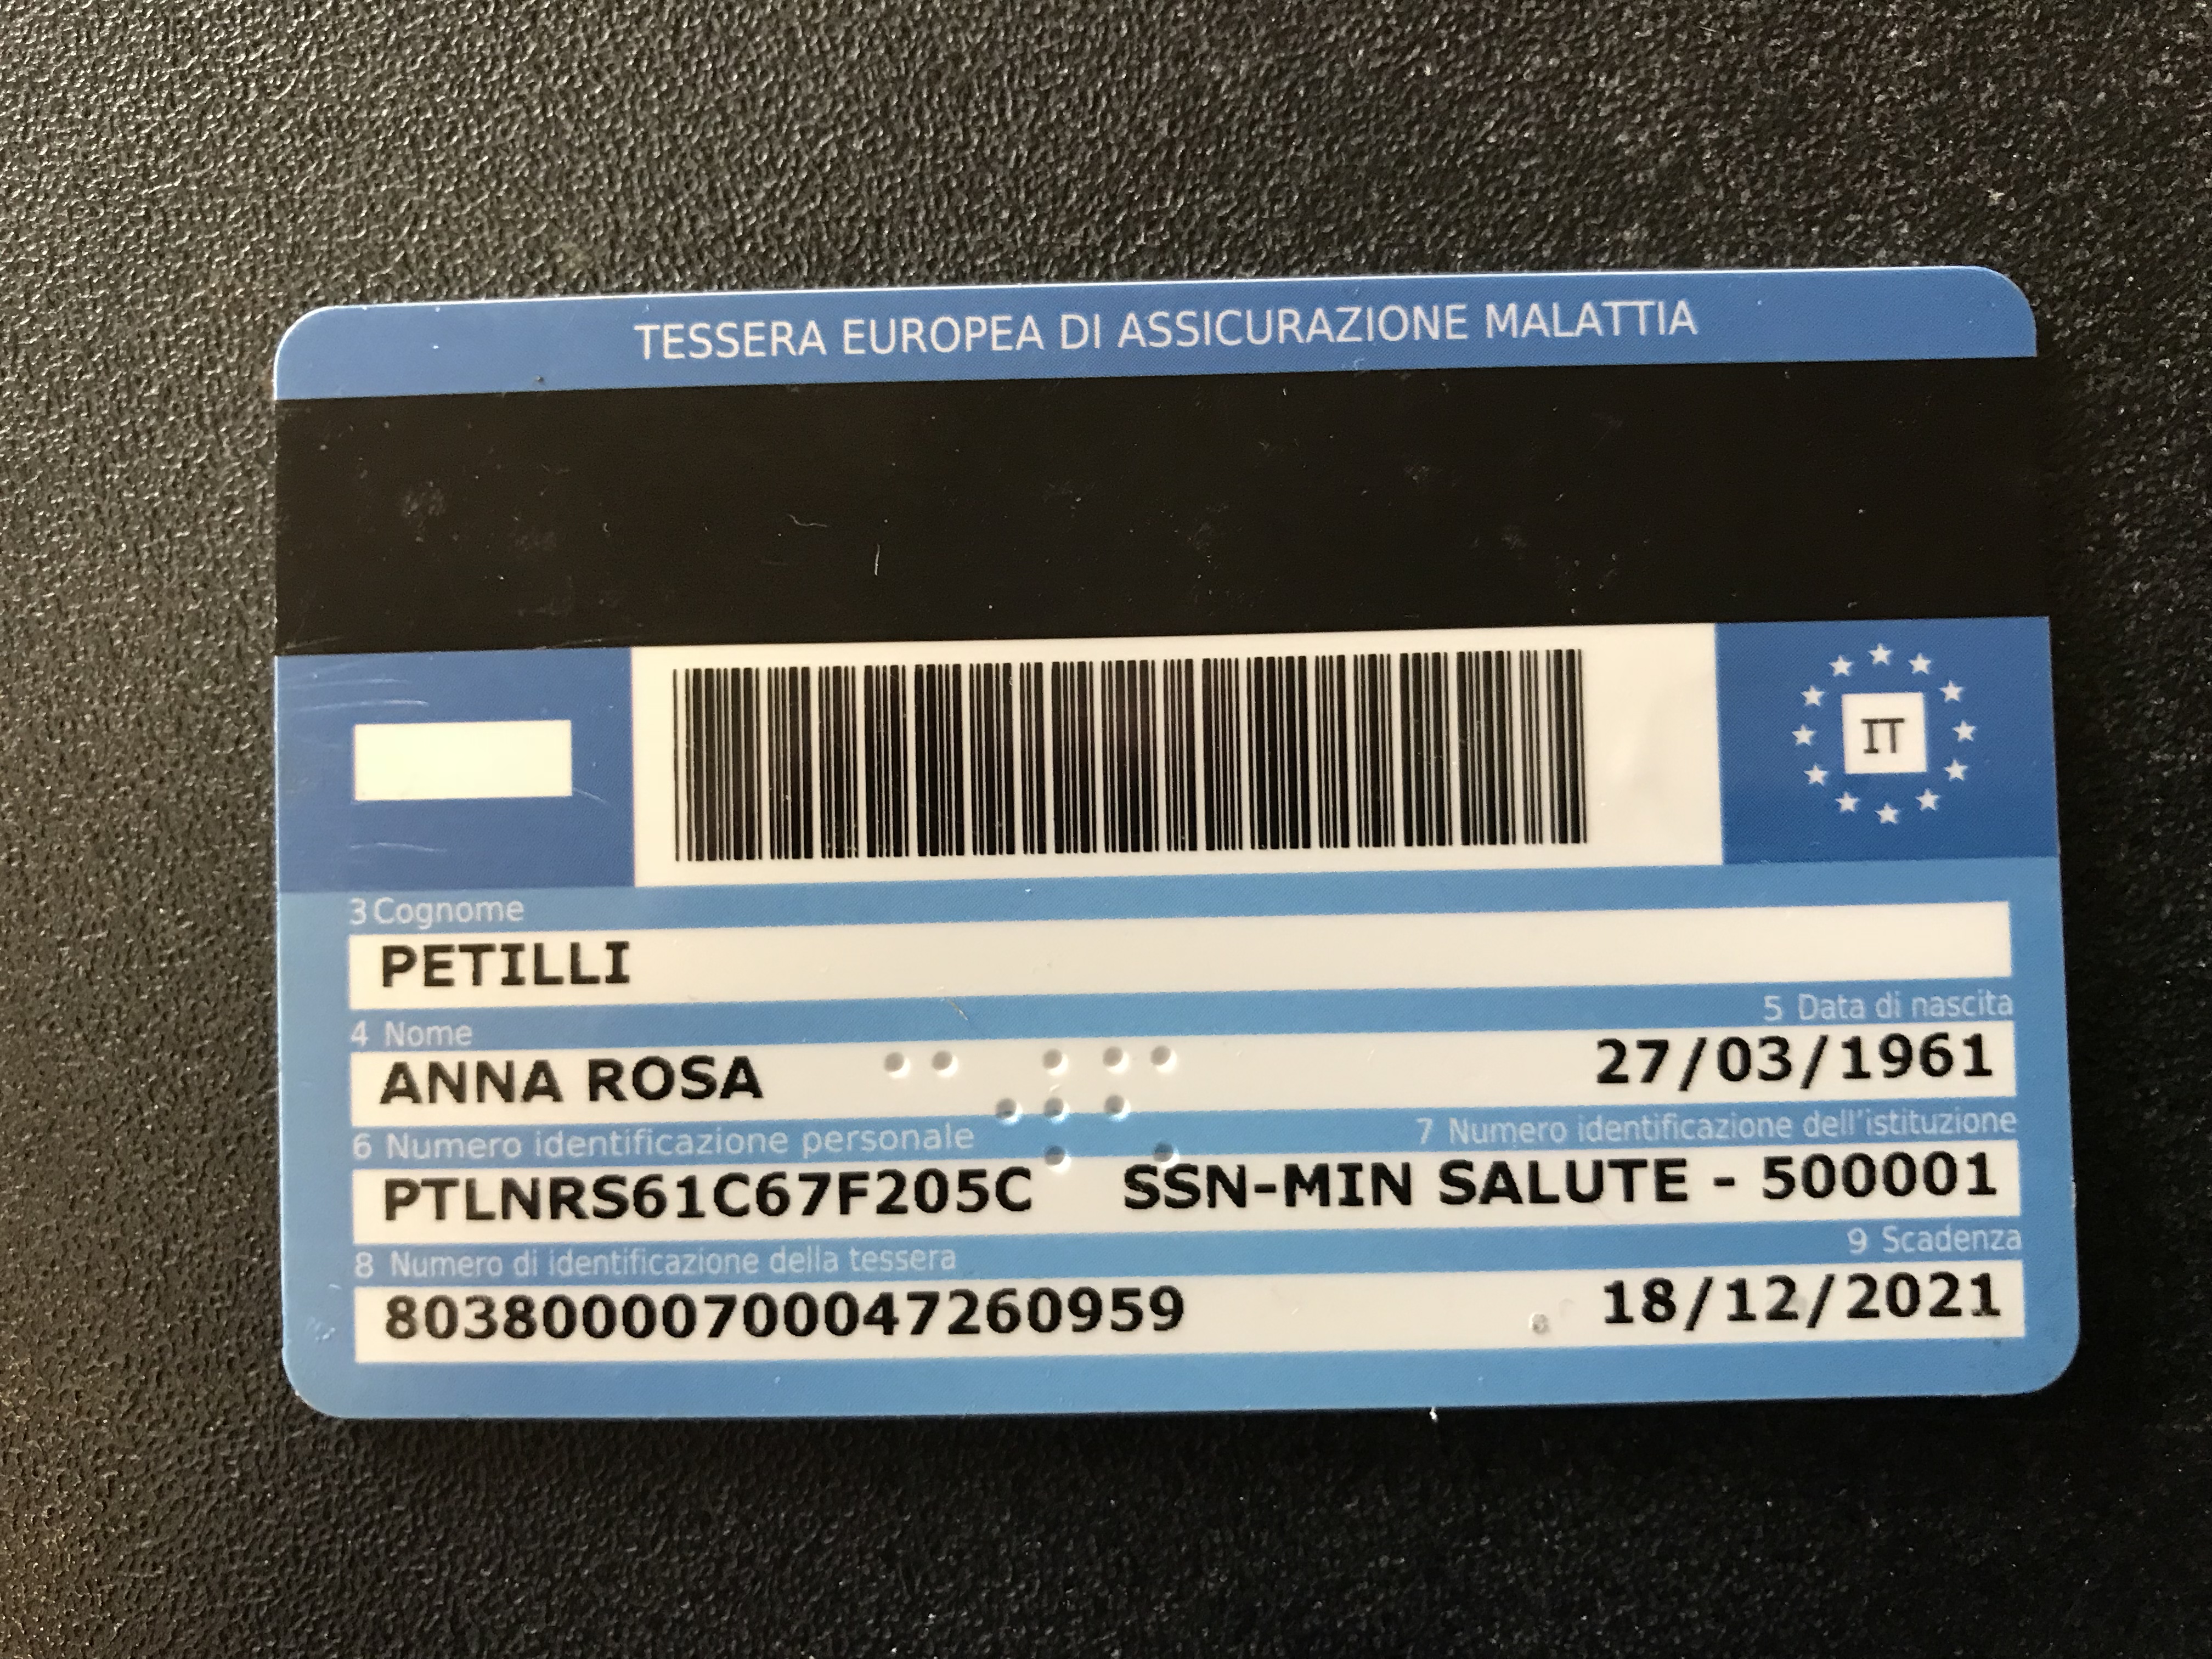 TESSERA EUROPEA DI ASSICURAZIONE MALATTIA
IT
3 Cognome
PETILLI
4 Nome
5 Data di nascita
ANNA ROSA
27/03/1961
6 Numero identificazione personale
7 Numero identificazione dell'istituzione
PTLNRS61C67F205C
SSN-MIN SALUTE - 500001
8 Numero di identificazione della tessera
9 Scadenza
80380000700047260959
18/12/2021